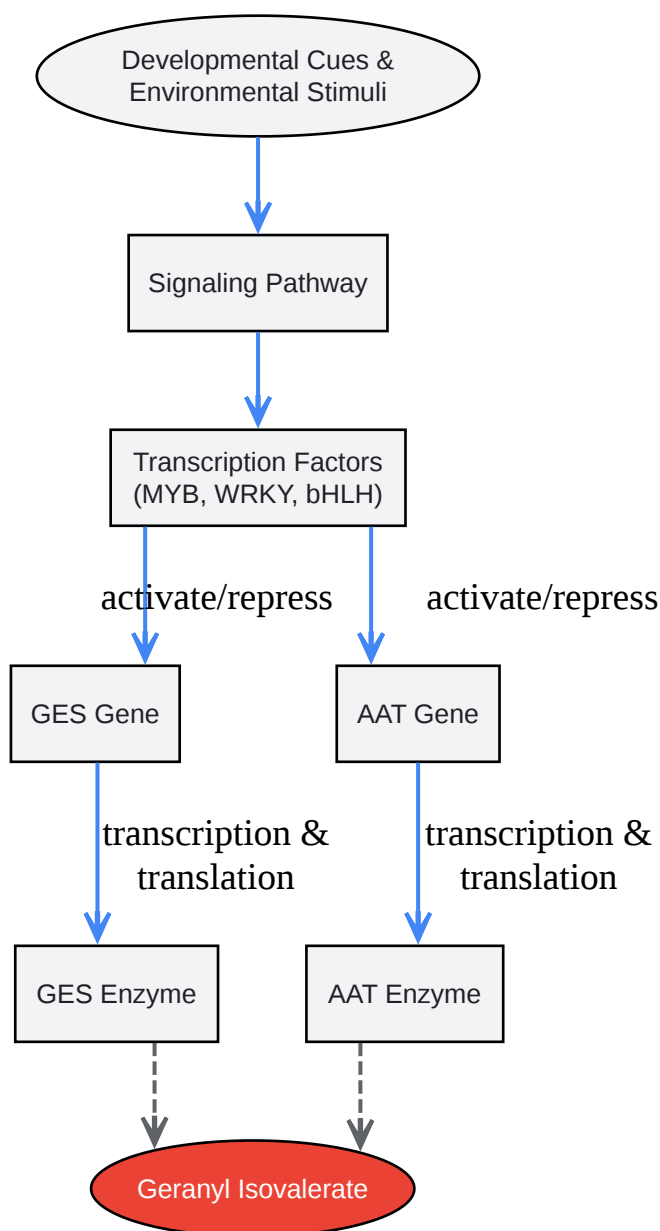 Developmental Cues &
Environmental Stimuli
Signaling Pathway
Transcription Factors
(MYB, WRKY, bHLH)
activate/repress
activate/repress
GES Gene
AAT Gene
transcription &
translation
transcription &
translation
GES Enzyme
AAT Enzyme
Geranyl Isovalerate